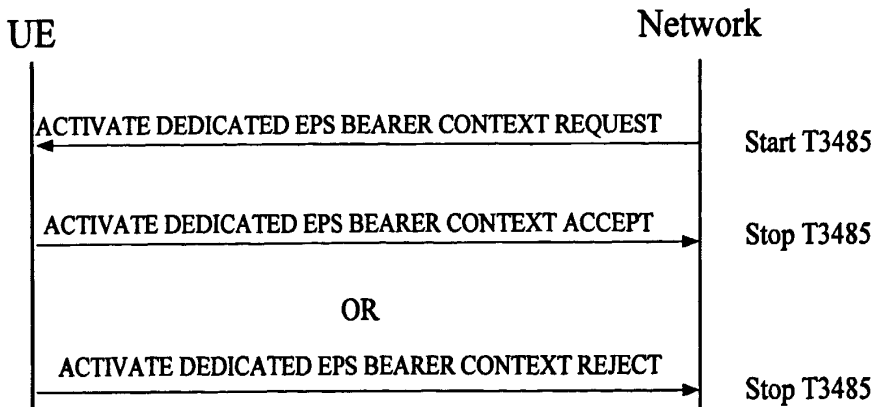 UE
Network
ACTIVATE DEDICATED EPS BEARER CONTEXT REQUEST
Start T3485
ACTIVATE DEDICATED EPS BEARER CONTEXT ACCEPT
Stop T3485
OR
ACTIVATE DEDICATED EPS BEARER CONTEXT REJECT
Stop T3485